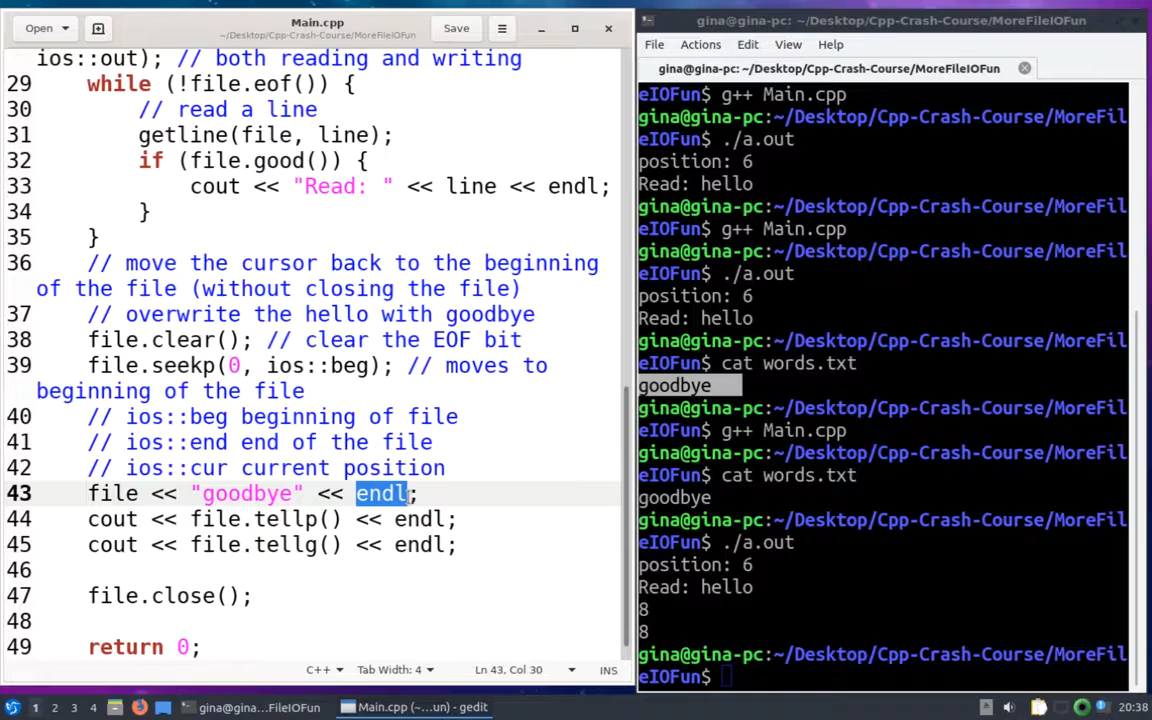 Open
Main.cpp
~/Desktop/Cpp-Crash-Course/MoreFileIOFun
Save
ios::out); // both reading and writing
29 while (!file.eof()) {
30 // read a line
31 getline(file, line);
32 if (file.good()) {
33 cout << "Read: " << line << endl;
34 }
35 }
36 // move the cursor back to the beginning
of the file (without closing the file)
37 // overwrite the hello with goodbye
38 file.clear(); // clear the EOF bit
39 file.seekp(0, ios::beg); // moves to
beginning of the file
40 // ios::beg beginning of file
41 // ios::end end of the file
42 // ios::cur current position
43 file << "goodbye" << endl;
44 cout << file.tellp() << endl;
45 cout << file.tellg() << endl;
46
47 file.close();
48
49 return 0;
C++ Tab Width: 4 Ln 43, Col 30 INS
gina@gina-pc: ~/Desktop/Cpp-Crash-Course/MoreFileIOFun
File Actions Edit View Help
gina@gina-pc: ~/Desktop/Cpp-Crash-Course/MoreFileIOFun
eIOFun$ g++ Main.cpp
gina@gina-pc:~/Desktop/Cpp-Crash-Course/MoreFil
eIOFun$ ./a.out
position: 6
Read: hello
gina@gina-pc:~/Desktop/Cpp-Crash-Course/MoreFil
eIOFun$ g++ Main.cpp
gina@gina-pc:~/Desktop/Cpp-Crash-Course/MoreFil
eIOFun$ ./a.out
position: 6
Read: hello
gina@gina-pc:~/Desktop/Cpp-Crash-Course/MoreFil
eIOFun$ cat words.txt
goodbye
gina@gina-pc:~/Desktop/Cpp-Crash-Course/MoreFil
eIOFun$ g++ Main.cpp
gina@gina-pc:~/Desktop/Cpp-Crash-Course/MoreFil
eIOFun$ cat words.txt
goodbye
gina@gina-pc:~/Desktop/Cpp-Crash-Course/MoreFil
eIOFun$ ./a.out
position: 6
Read: hello
8
8
gina@gina-pc:~/Desktop/Cpp-Crash-Course/MoreFil
eIOFun$
1 2 3 4 gina@gina...FileIOFun Main.cpp (~...un) - gedit 20:38